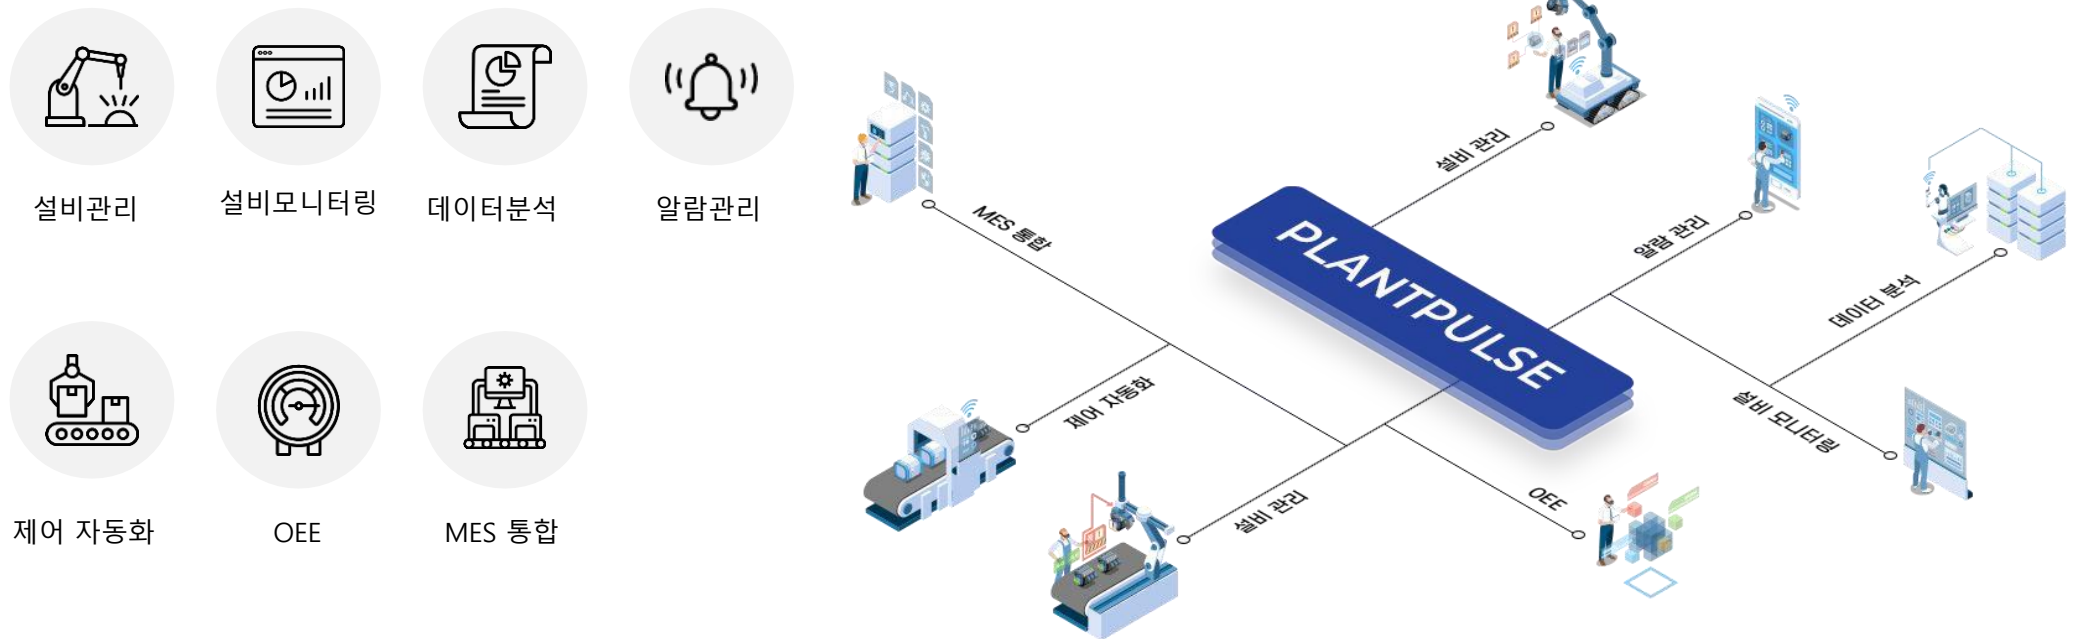 설비관리
설비모니터링
데이터분석
알람관리
제어 자동화
OEE
MES 통합
설비 관리
MES 통합
알람 관리
PLANTPULSE
데이터 분석
제어 자동화
설비 모니터링
설비 관리
OEE